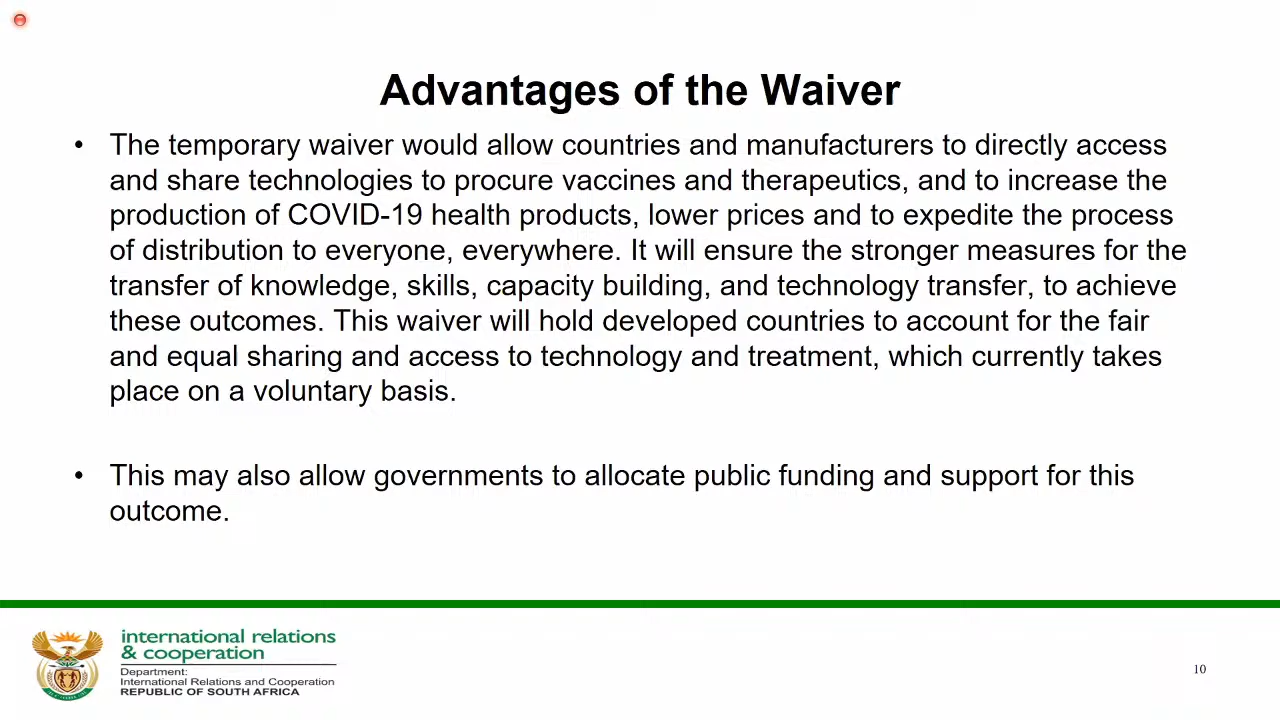 Advantages of the Waiver
• The temporary waiver would allow countries and manufacturers to directly access
and share technologies to procure vaccines and therapeutics, and to increase the
production of COVID-19 health products, lower prices and to expedite the process
of distribution to everyone, everywhere. It will ensure the stronger measures for the
transfer of knowledge, skills, capacity building, and technology transfer, to achieve
these outcomes. This waiver will hold developed countries to account for the fair
and equal sharing and access to technology and treatment, which currently takes
place on a voluntary basis.
• This may also allow governments to allocate public funding and support for this
outcome.
international relations
& cooperation
Department:
International Relations and Cooperation
REPUBLIC OF SOUTH AFRICA
10